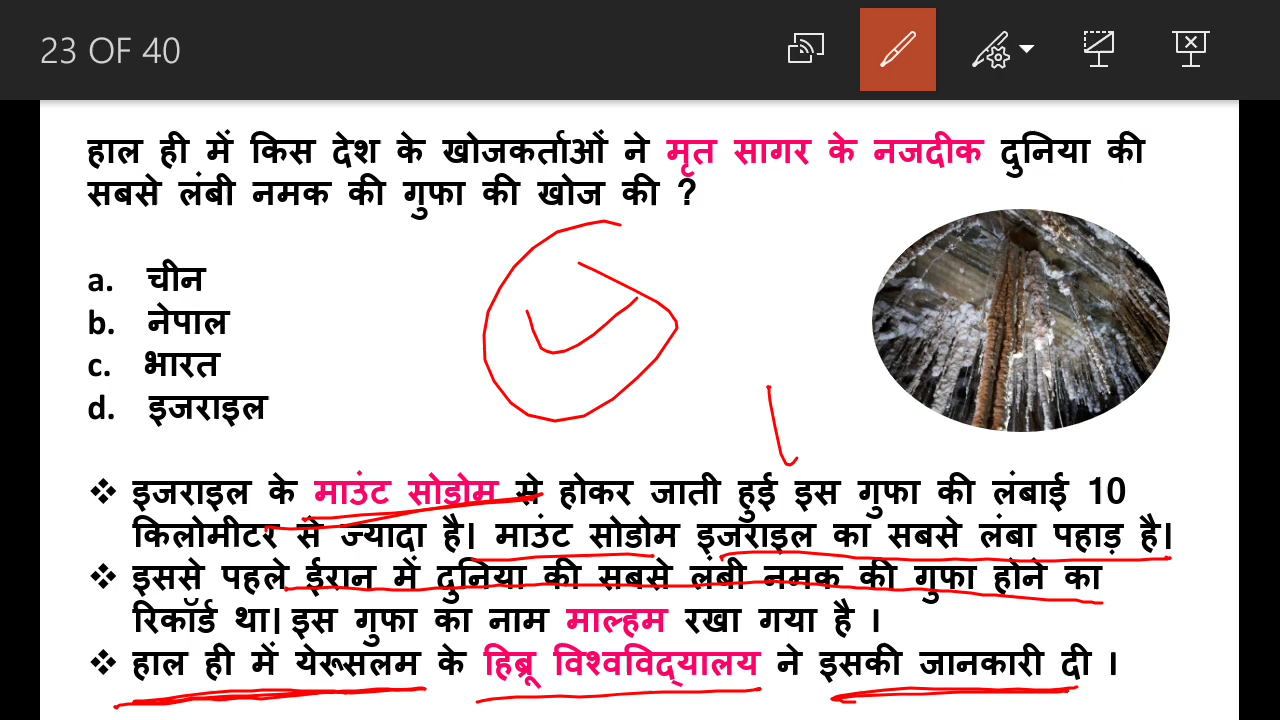 23 OF 40
हाल ही में किस देश के खोजकर्ताओं ने मृत सागर के नजदीक दुनिया की
सबसे लंबी नमक की गुफा की खोज की ?
a. चीन
b. नेपाल
c. भारत
d. इजराइल
❖ इजराइल के माउंट सोडोम से होकर जाती हुई इस गुफा की लंबाई 10
किलोमीटर से ज्यादा है। माउंट सोडोम इजराइल का सबसे लंबा पहाड़ है।
❖ इससे पहले ईरान में दुनिया की सबसे लंबी नमक की गुफा होने का
रिकॉर्ड था। इस गुफा का नाम माल्हम रखा गया है ।
❖ हाल ही में येरूसलम के हिब्रू विश्वविद्‌यालय ने इसकी जानकारी दी ।